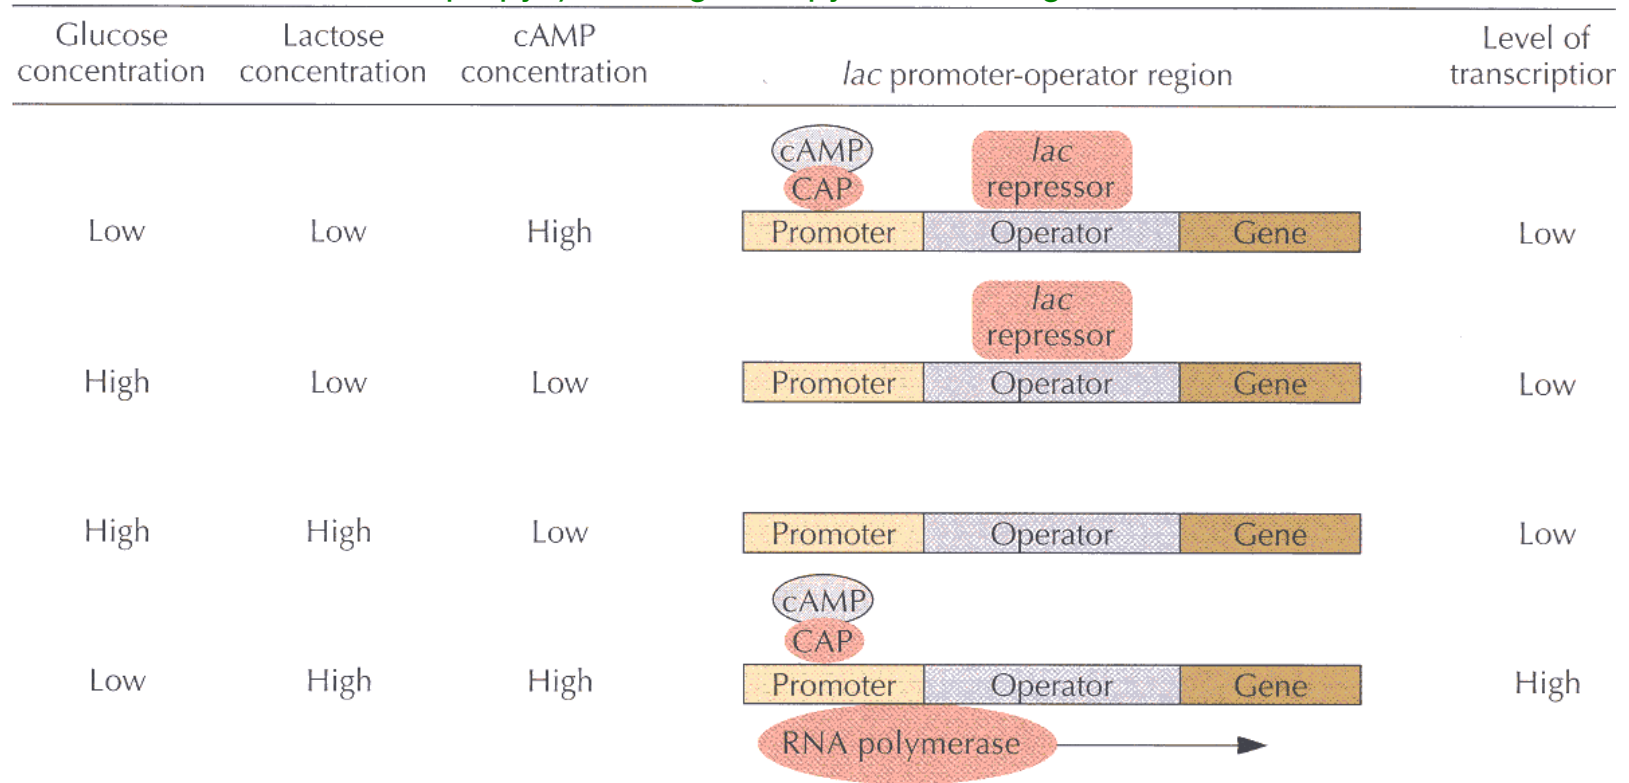 Glucose concentration Lactose concentration cAMP concentration lac promoter-operator region Level of transcription
cAMP
CAP
lac
repressor
Low Low High Promoter Operator Gene Low
lac
repressor
High Low Low Promoter Operator Gene Low
High High Low Promoter Operator Gene Low
cAMP
CAP
Low High High Promoter Operator Gene High
RNA polymerase